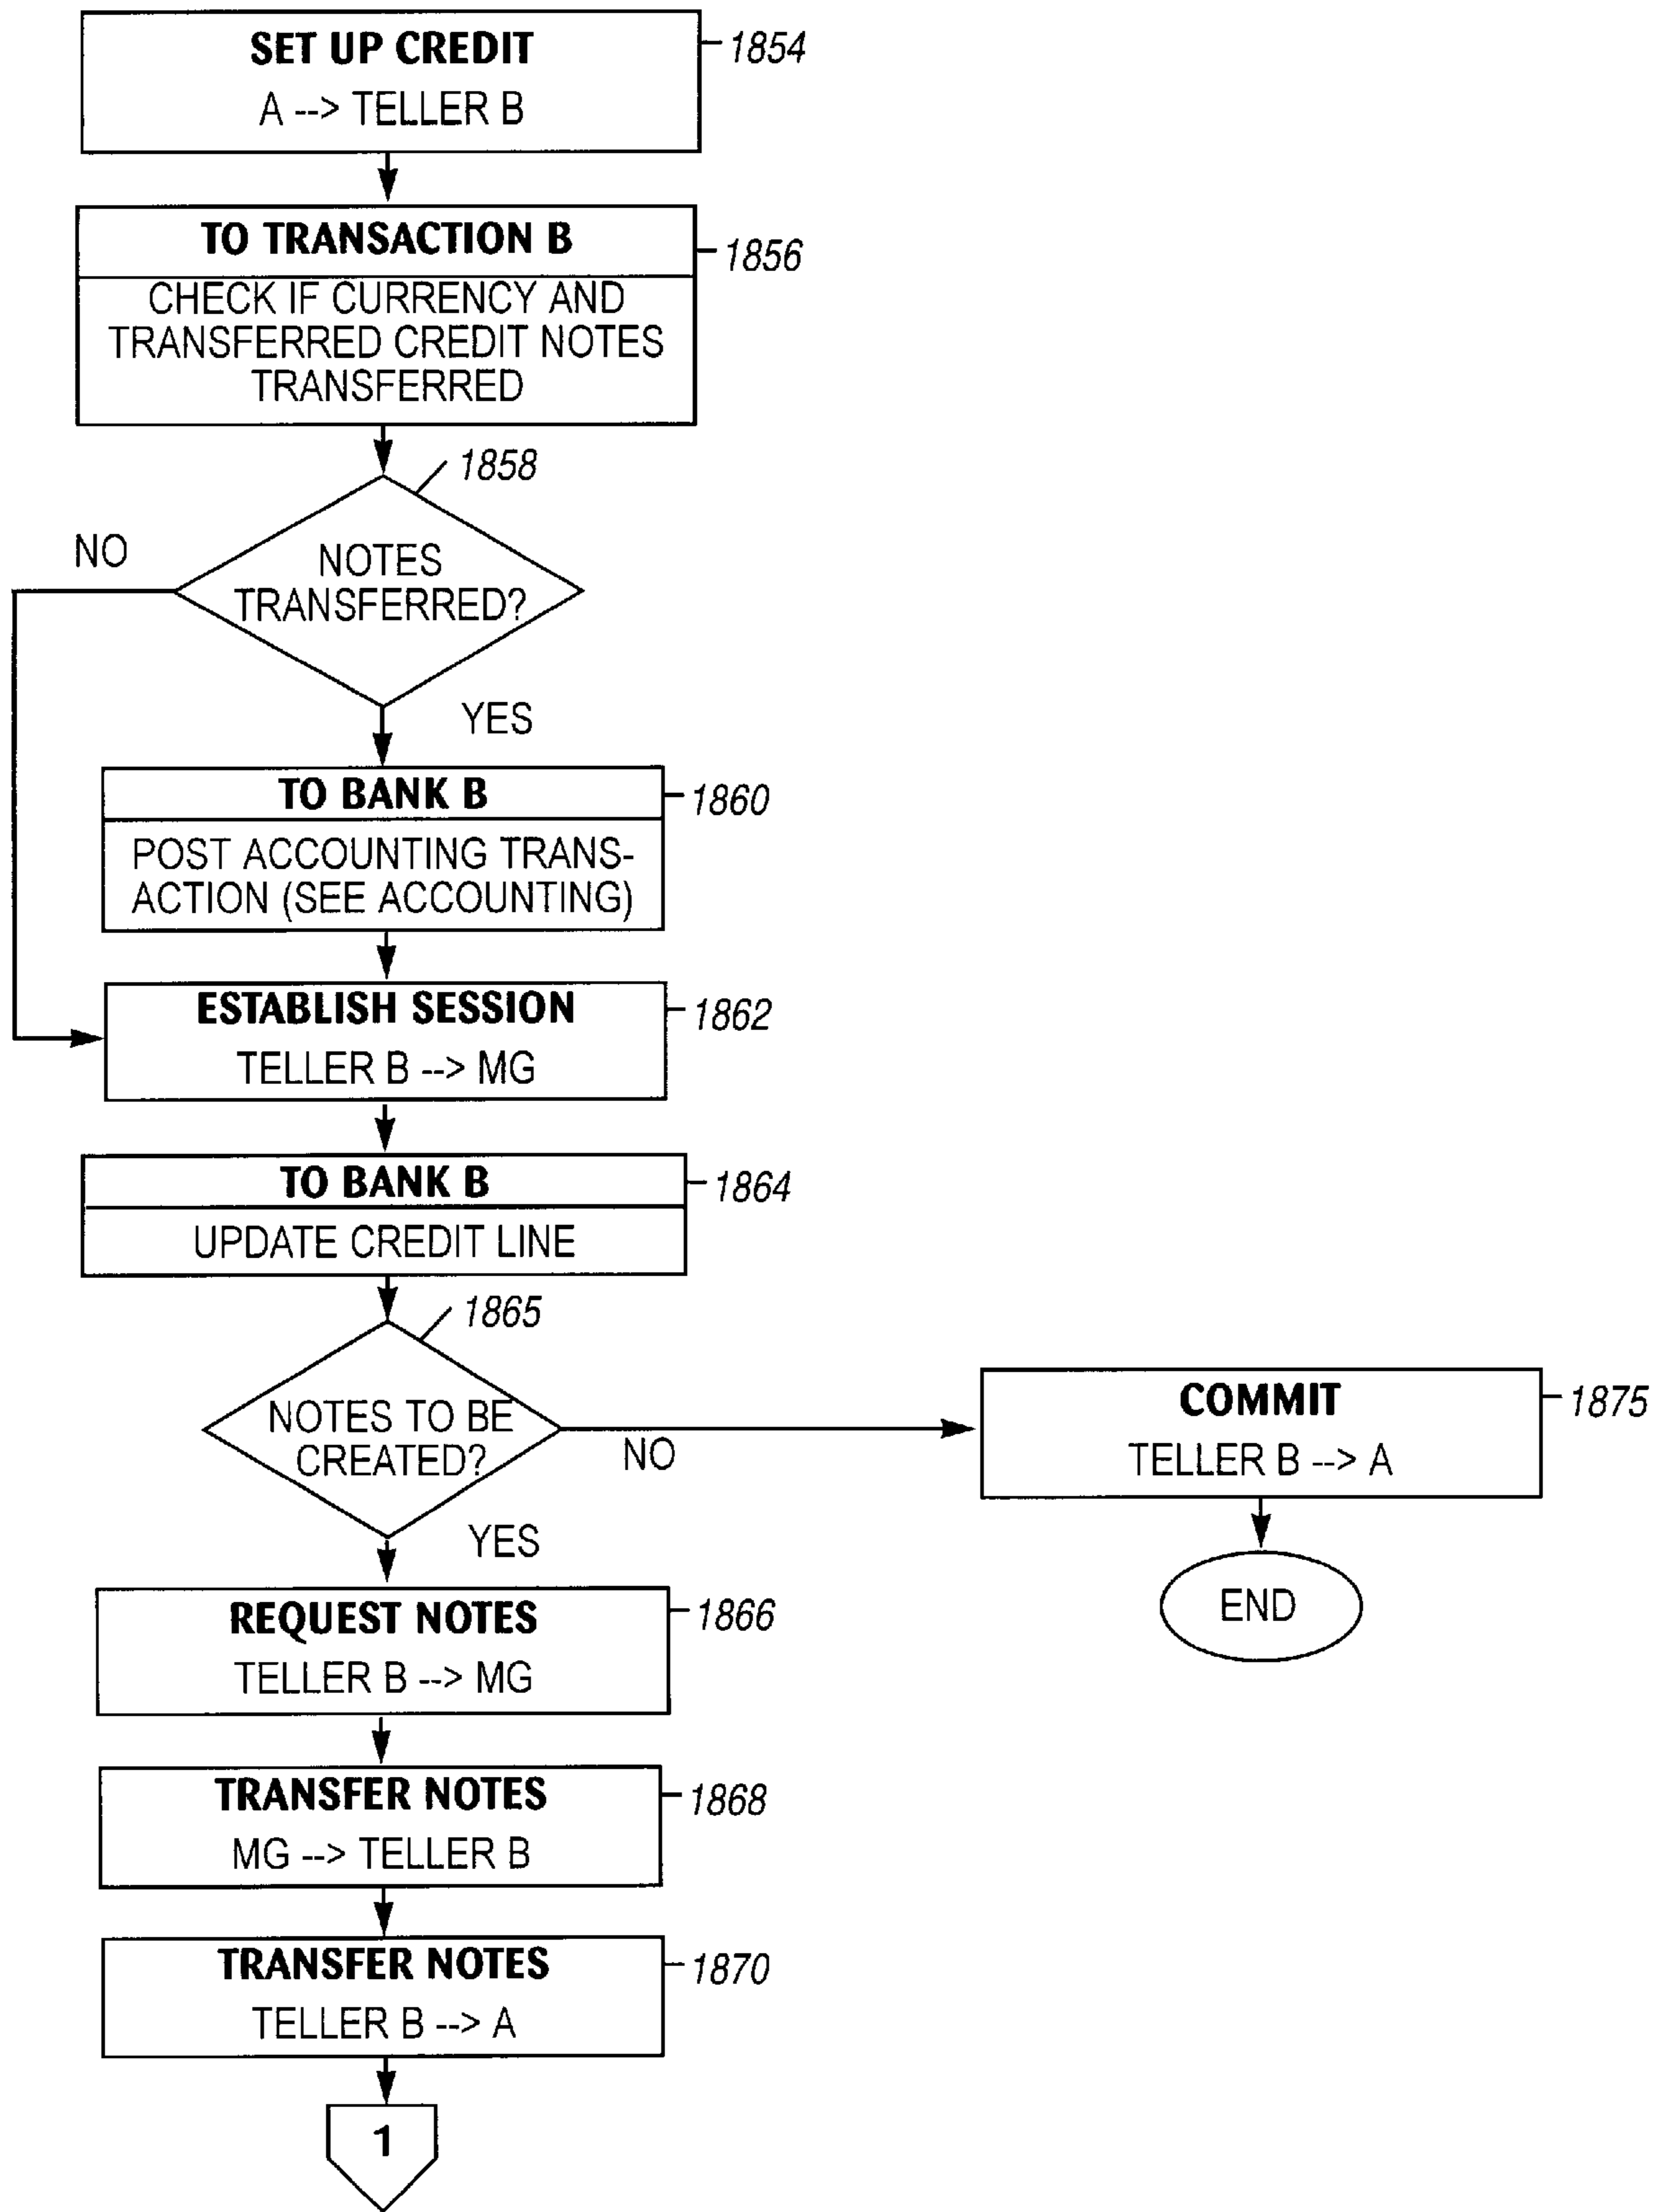 SET UP CREDIT
A --> TELLER B
1854
TO TRANSACTION B
1856
CHECK IF CURRENCY AND
TRANSFERRED CREDIT NOTES
TRANSFERRED
1858
NO
NOTES
TRANSFERRED?
YES
TO BANK B
1860
POST ACCOUNTING TRANS-
ACTION (SEE ACCOUNTING)
ESTABLISH SESSION
1862
TELLER B --> MG
TO BANK B
1864
UPDATE CREDIT LINE
1865
NOTES TO BE
CREATED?
NO
COMMIT
1875
TELLER B --> A
END
YES
REQUEST NOTES
1866
TELLER B --> MG
TRANSFER NOTES
1868
MG --> TELLER B
TRANSFER NOTES
1870
TELLER B --> A
1